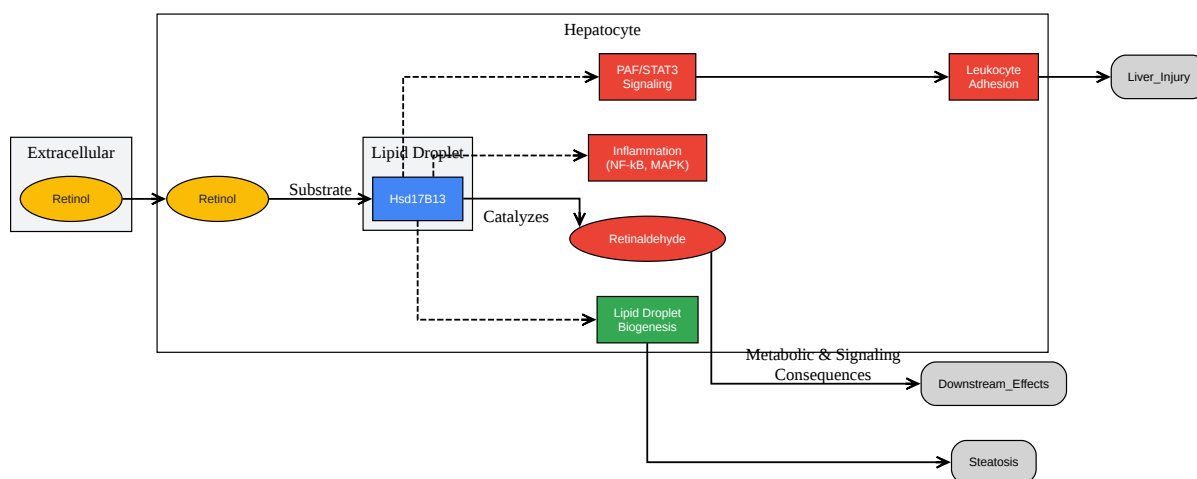 Hepatocyte
PAF/STAT3
Signaling
Leukocyte
Adhesion
Liver_Injury
Extracellular
Lipid Droplet
Inflammation
(NF-kB, MAPK)
Retinol
Retinol
Substrate
Hsd17B13
Catalyzes
Retinaldehyde
Lipid Droplet
Biogenesis
Metabolic & Signaling
Consequences
Downstream_Effects
Steatosis